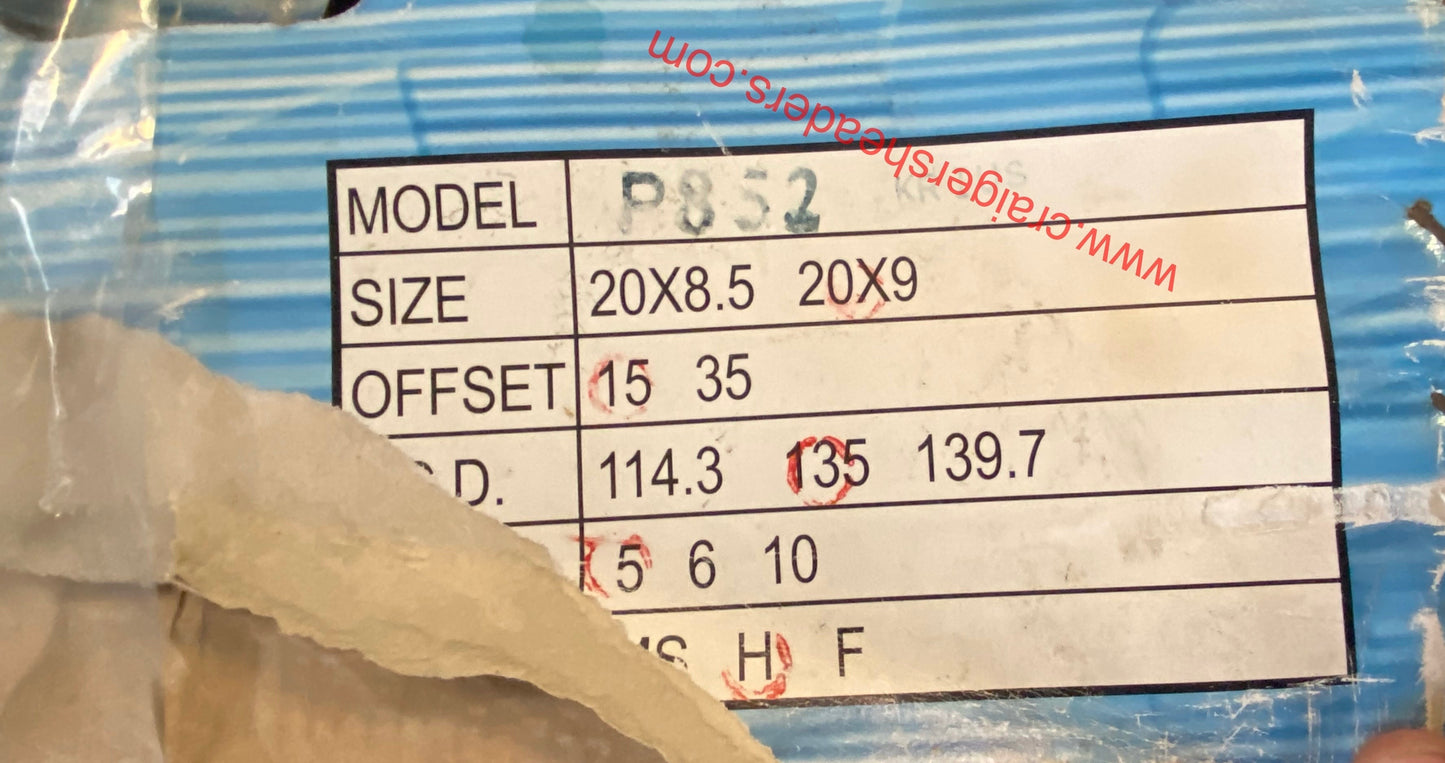 www.craigersheaders.com
MODEL P852
SIZE 20X8.5 20X9
OFFSET 15 35
D. 114.3 135 139.7
5 6 10
H F